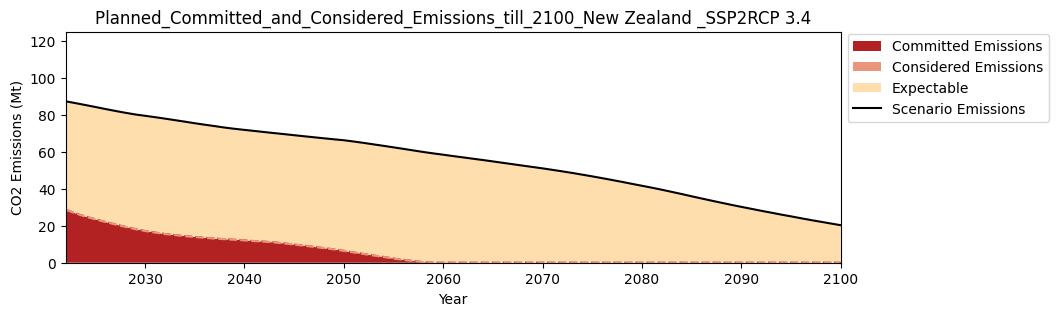 Planned_Committed_and_Considered_Emissions_till_2100_New Zealand _SSP2RCP 3.4
120
100
80
60
40
20
0
CO2 Emissions (Mt)
2030 2040 2050 2060 2070 2080 2090 2100
Year
Committed Emissions
Considered Emissions
Expectable
Scenario Emissions